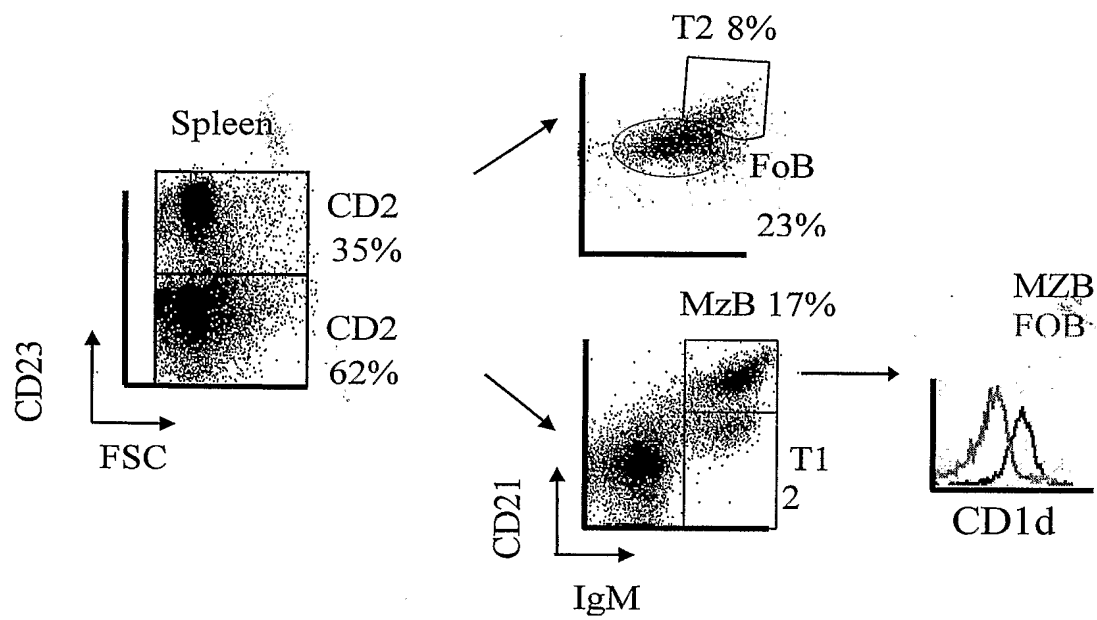 Spleen
CD2
35%
CD2
62%
CD23
FSC
T2 8%
FoB
23%
MzB 17%
T1
2
CD21
IgM
MZB
FOB
CD1d